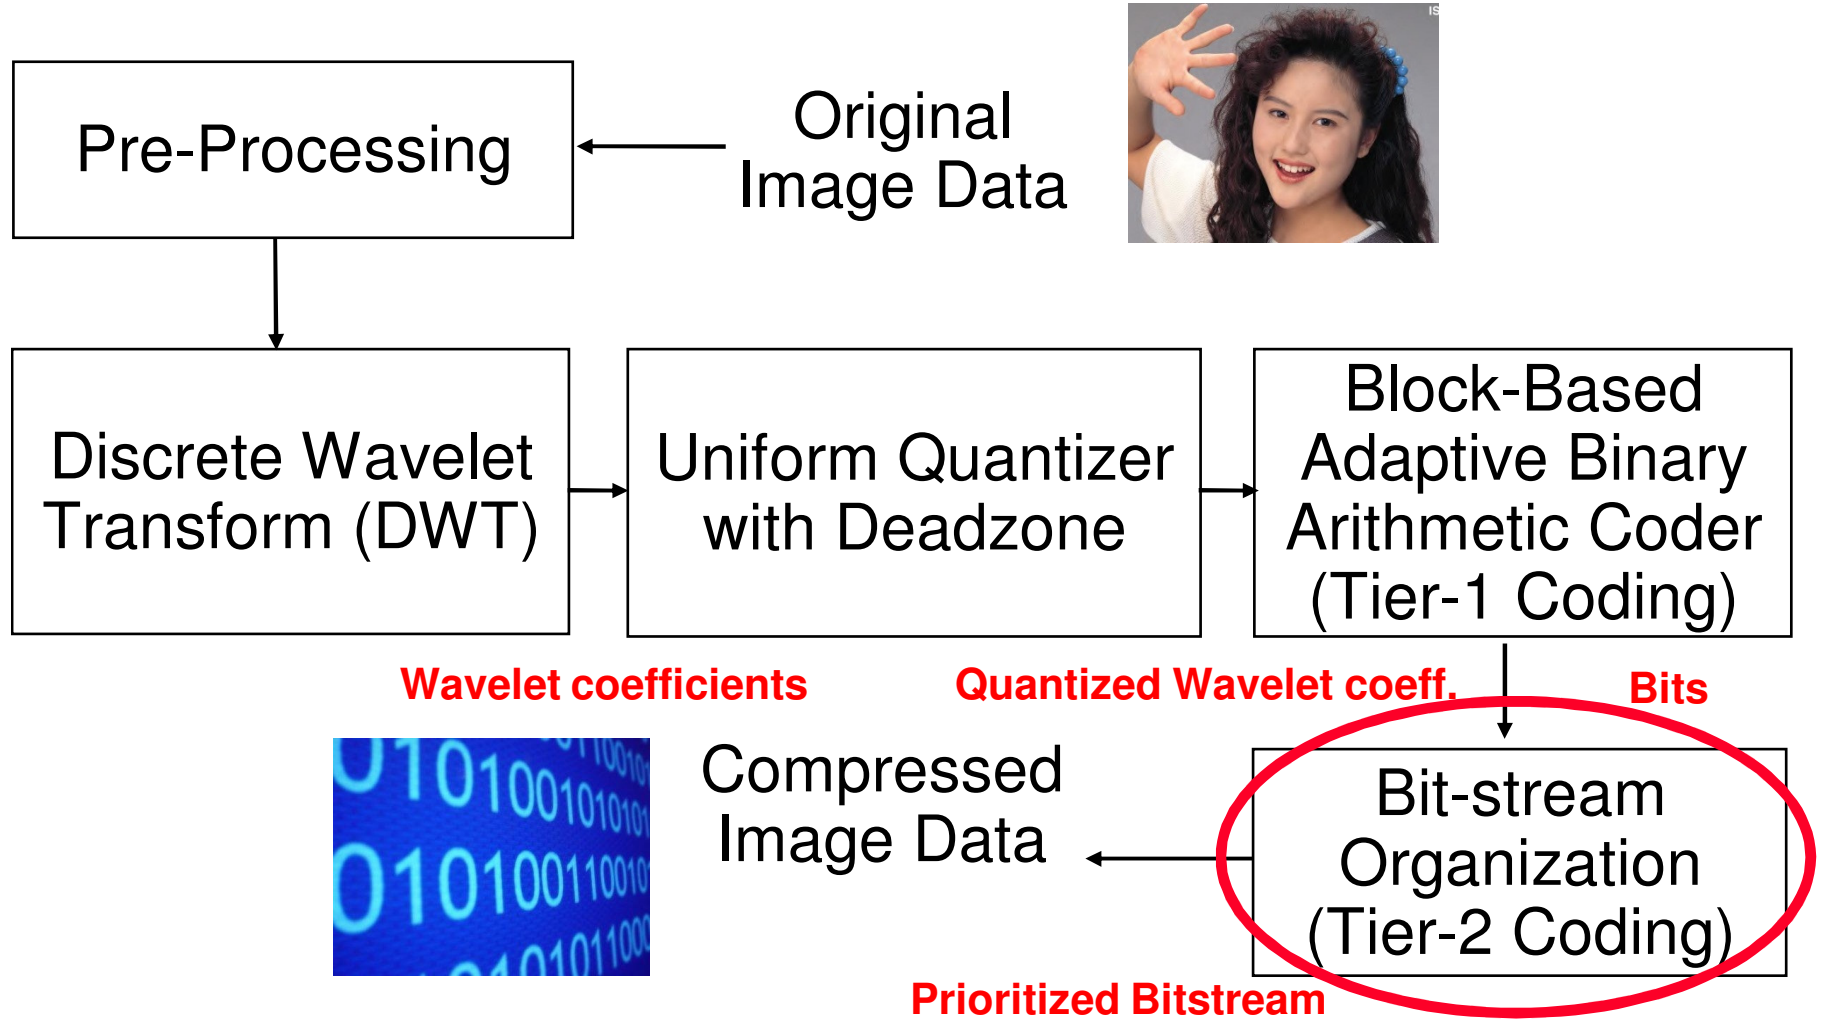 IS
Pre-Processing
Original
Image Data
Discrete Wavelet
Transform (DWT)
Uniform Quantizer
with Deadzone
Block-Based
Adaptive Binary
Arithmetic Coder
(Tier-1 Coding)
Wavelet coefficients
Quantized Wavelet coeff.
Bits
Compressed
Image Data
Bit-stream
Organization
(Tier-2 Coding)
Prioritized Bitstream